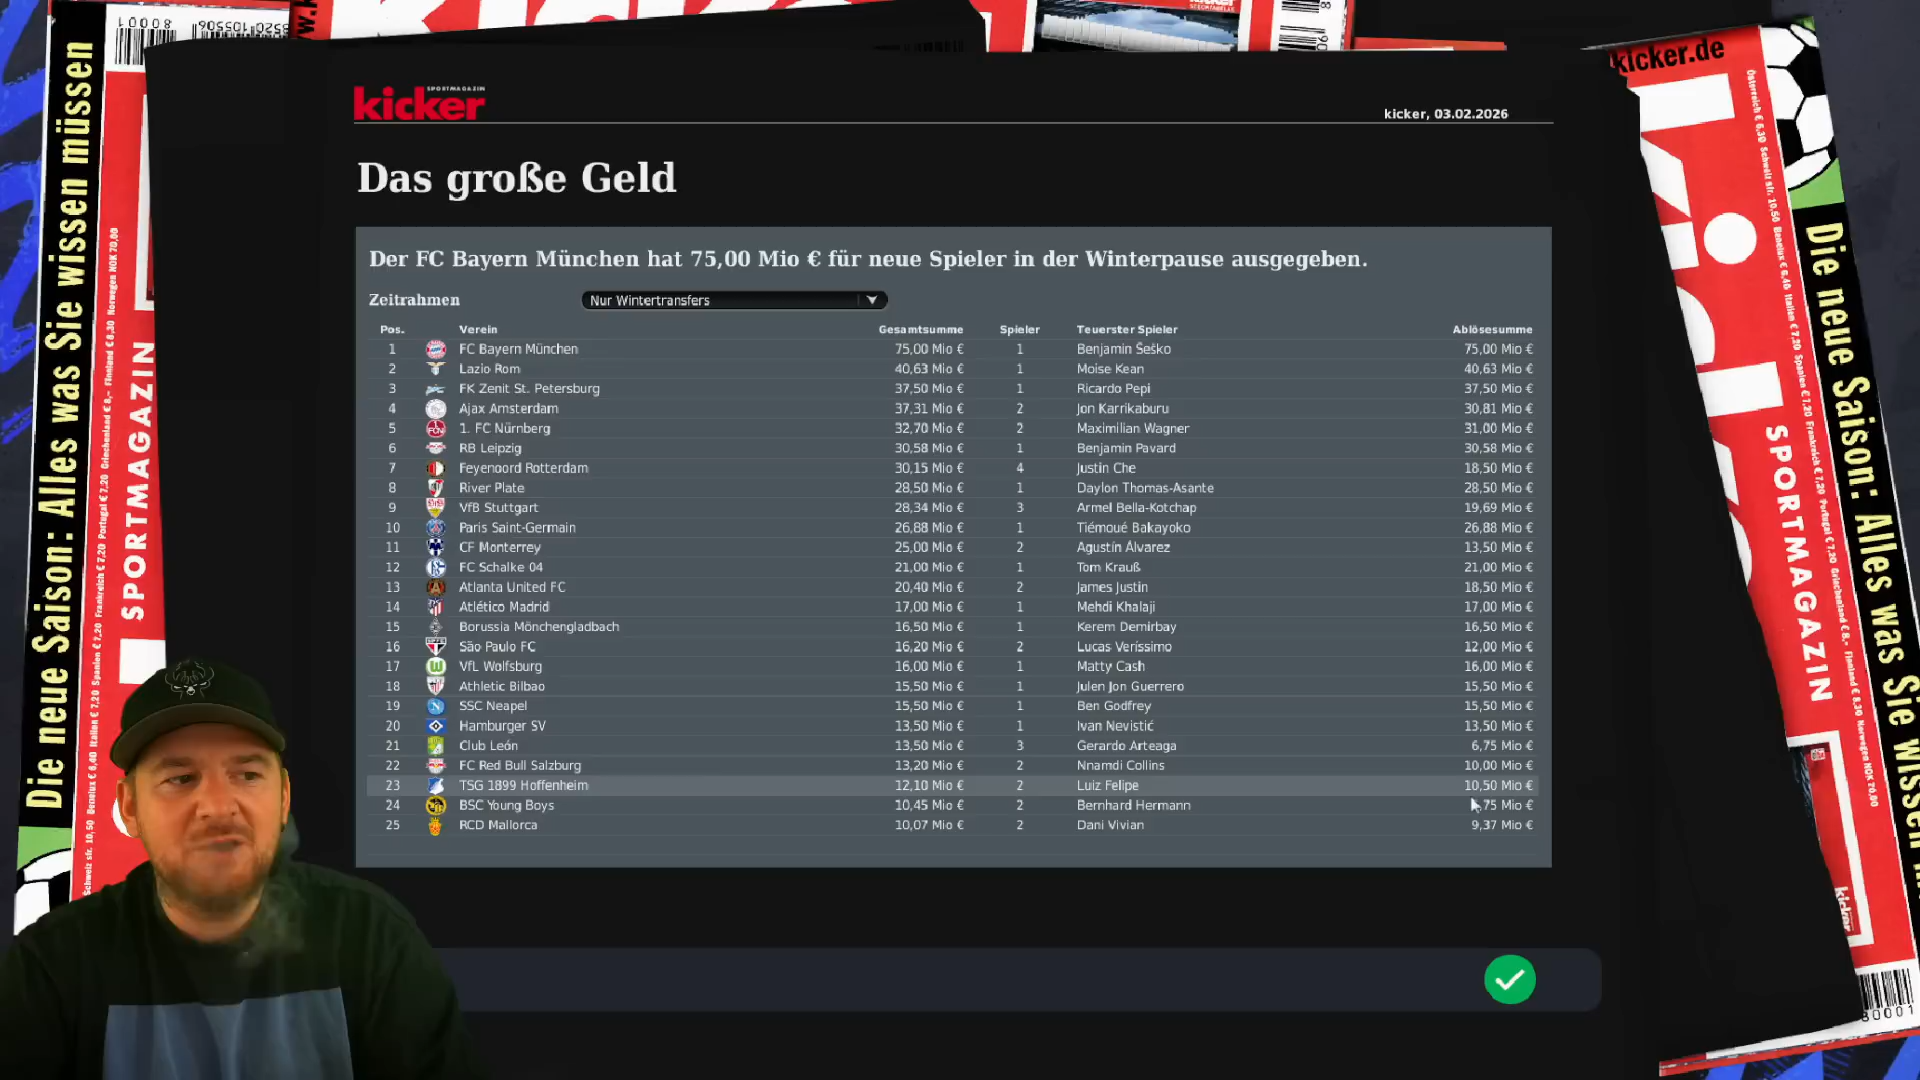 kicker
SPORTMAGAZIN
kicker, 03.02.2026
Das große Geld
Der FC Bayern München hat 75,00 Mio € für neue Spieler in der Winterpause ausgegeben.
Zeitrahmen Nur Wintertransfers
Pos. Verein Gesamtsumme Spieler Teuerster Spieler Ablösesumme
1 FC Bayern München 75,00 Mio € 1 Benjamin Šeško 75,00 Mio €
2 Lazio Rom 40,63 Mio € 1 Moise Kean 40,63 Mio €
3 FK Zenit St. Petersburg 37,50 Mio € 1 Ricardo Pepi 37,50 Mio €
4 Ajax Amsterdam 37,31 Mio € 2 Jon Karrikaburu 30,81 Mio €
5 1. FC Nürnberg 32,70 Mio € 2 Maximilian Wagner 31,00 Mio €
6 RB Leipzig 30,58 Mio € 1 Benjamin Pavard 30,58 Mio €
7 Feyenoord Rotterdam 30,15 Mio € 4 Justin Che 18,50 Mio €
8 River Plate 28,50 Mio € 1 Daylon Thomas-Asante 28,50 Mio €
9 VfB Stuttgart 28,34 Mio € 3 Armel Bella-Kotchap 19,69 Mio €
10 Paris Saint-Germain 26,88 Mio € 1 Tiémoué Bakayoko 26,88 Mio €
11 CF Monterrey 25,00 Mio € 2 Agustín Álvarez 13,50 Mio €
12 FC Schalke 04 21,00 Mio € 1 Tom Krauß 21,00 Mio €
13 Atlanta United FC 20,40 Mio € 2 James Justin 18,50 Mio €
14 Atlético Madrid 17,00 Mio € 1 Mehdi Khalaji 17,00 Mio €
15 Borussia Mönchengladbach 16,50 Mio € 1 Kerem Demirbay 16,50 Mio €
16 São Paulo FC 16,20 Mio € 2 Lucas Veríssimo 12,00 Mio €
17 VfL Wolfsburg 16,00 Mio € 1 Matty Cash 16,00 Mio €
18 Athletic Bilbao 15,50 Mio € 1 Julen Jon Guerrero 15,50 Mio €
19 SSC Neapel 15,50 Mio € 1 Ben Godfrey 15,50 Mio €
20 Hamburger SV 13,50 Mio € 1 Ivan Nevistić 13,50 Mio €
21 Club León 13,50 Mio € 3 Gerardo Arteaga 6,75 Mio €
22 FC Red Bull Salzburg 13,20 Mio € 2 Nnamdi Collins 10,00 Mio €
23 TSG 1899 Hoffenheim 12,10 Mio € 2 Luiz Felipe 10,50 Mio €
24 BSC Young Boys 10,45 Mio € 2 Bernhard Hermann 75 Mio €
25 RCD Mallorca 10,07 Mio € 2 Dani Vivian 9,37 Mio €
Die neue Saison: Alles was Sie wissen müssen
SPORTMAGAZIN
80001
kicker.de
Die neue Saison: Alles was Sie wissen
SPORTMAGAZIN
kicker
80001